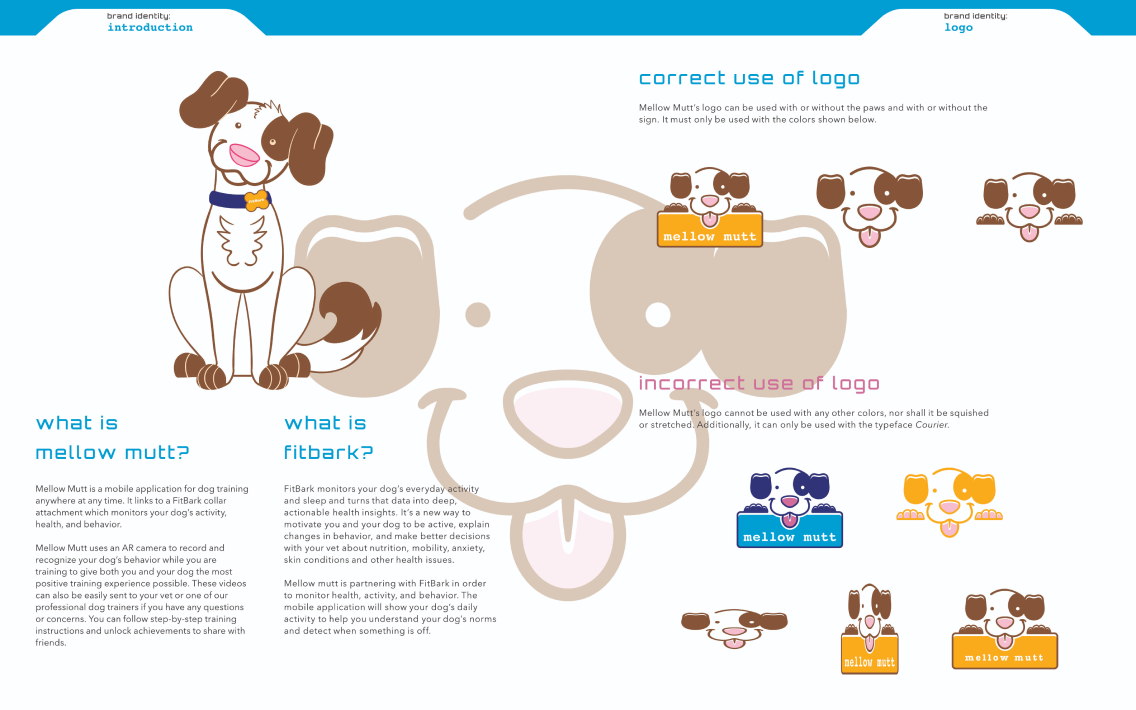 brand identity:
introduction
brand identity:
logo
FitBark
what is
mellow mutt?
Mellow Mutt is a mobile application for dog training
anywhere at any time. It links to a FitBark collar
attachment which monitors your dog's activity,
health, and behavior.
Mellow Mutt uses an AR camera to record and
recognize your dog's behavior while you are
training to give both you and your dog the most
positive training experience possible. These videos
can also be easily sent to your vet or one of our
professional dog trainers if you have any questions
or concerns. You can follow step-by-step training
instructions and unlock achievements to share with
friends.
what is
fitbark?
FitBark monitors your dog's everyday activity
and sleep and turns that data into deep,
actionable health insights. It's a new way to
motivate you and your dog to be active, explain
changes in behavior, and make better decisions
with your vet about nutrition, mobility, anxiety,
skin conditions and other health issues.
Mellow mutt is partnering with FitBark in order
to monitor health, activity, and behavior. The
mobile application will show your dog's daily
activity to help you understand your dog's norms
and detect when something is off.
correct use of logo
Mellow Mutt's logo can be used with or without the paws and with or without the
sign. It must only be used with the colors shown below.
mellow mutt
incorrect use of logo
Mellow Mutt's logo cannot be used with any other colors, nor shall it be squished
or stretched. Additionally, it can only be used with the typeface Courier.
mellow mutt
mellow mutt
mellow mutt